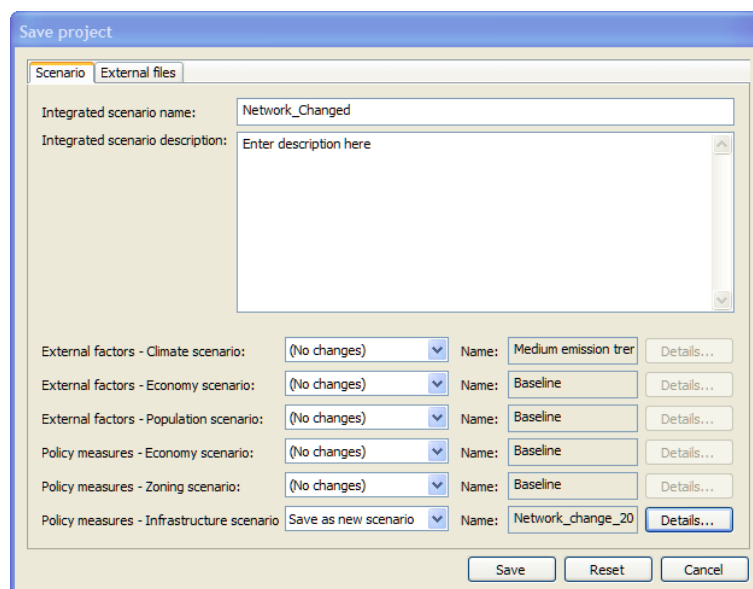 Save project
Scenario External files
Integrated scenario name: Network_Changed
Integrated scenario description: Enter description here
External factors - Climate scenario: (No changes) Name: Medium emission trer Details...
External factors - Economy scenario: (No changes) Name: Baseline Details...
External factors - Population scenario: (No changes) Name: Baseline Details...
Policy measures - Economy scenario: (No changes) Name: Baseline Details...
Policy measures - Zoning scenario: (No changes) Name: Baseline Details...
Policy measures - Infrastructure scenario Save as new scenario Name: Network_change_20 Details...
Save Reset Cancel